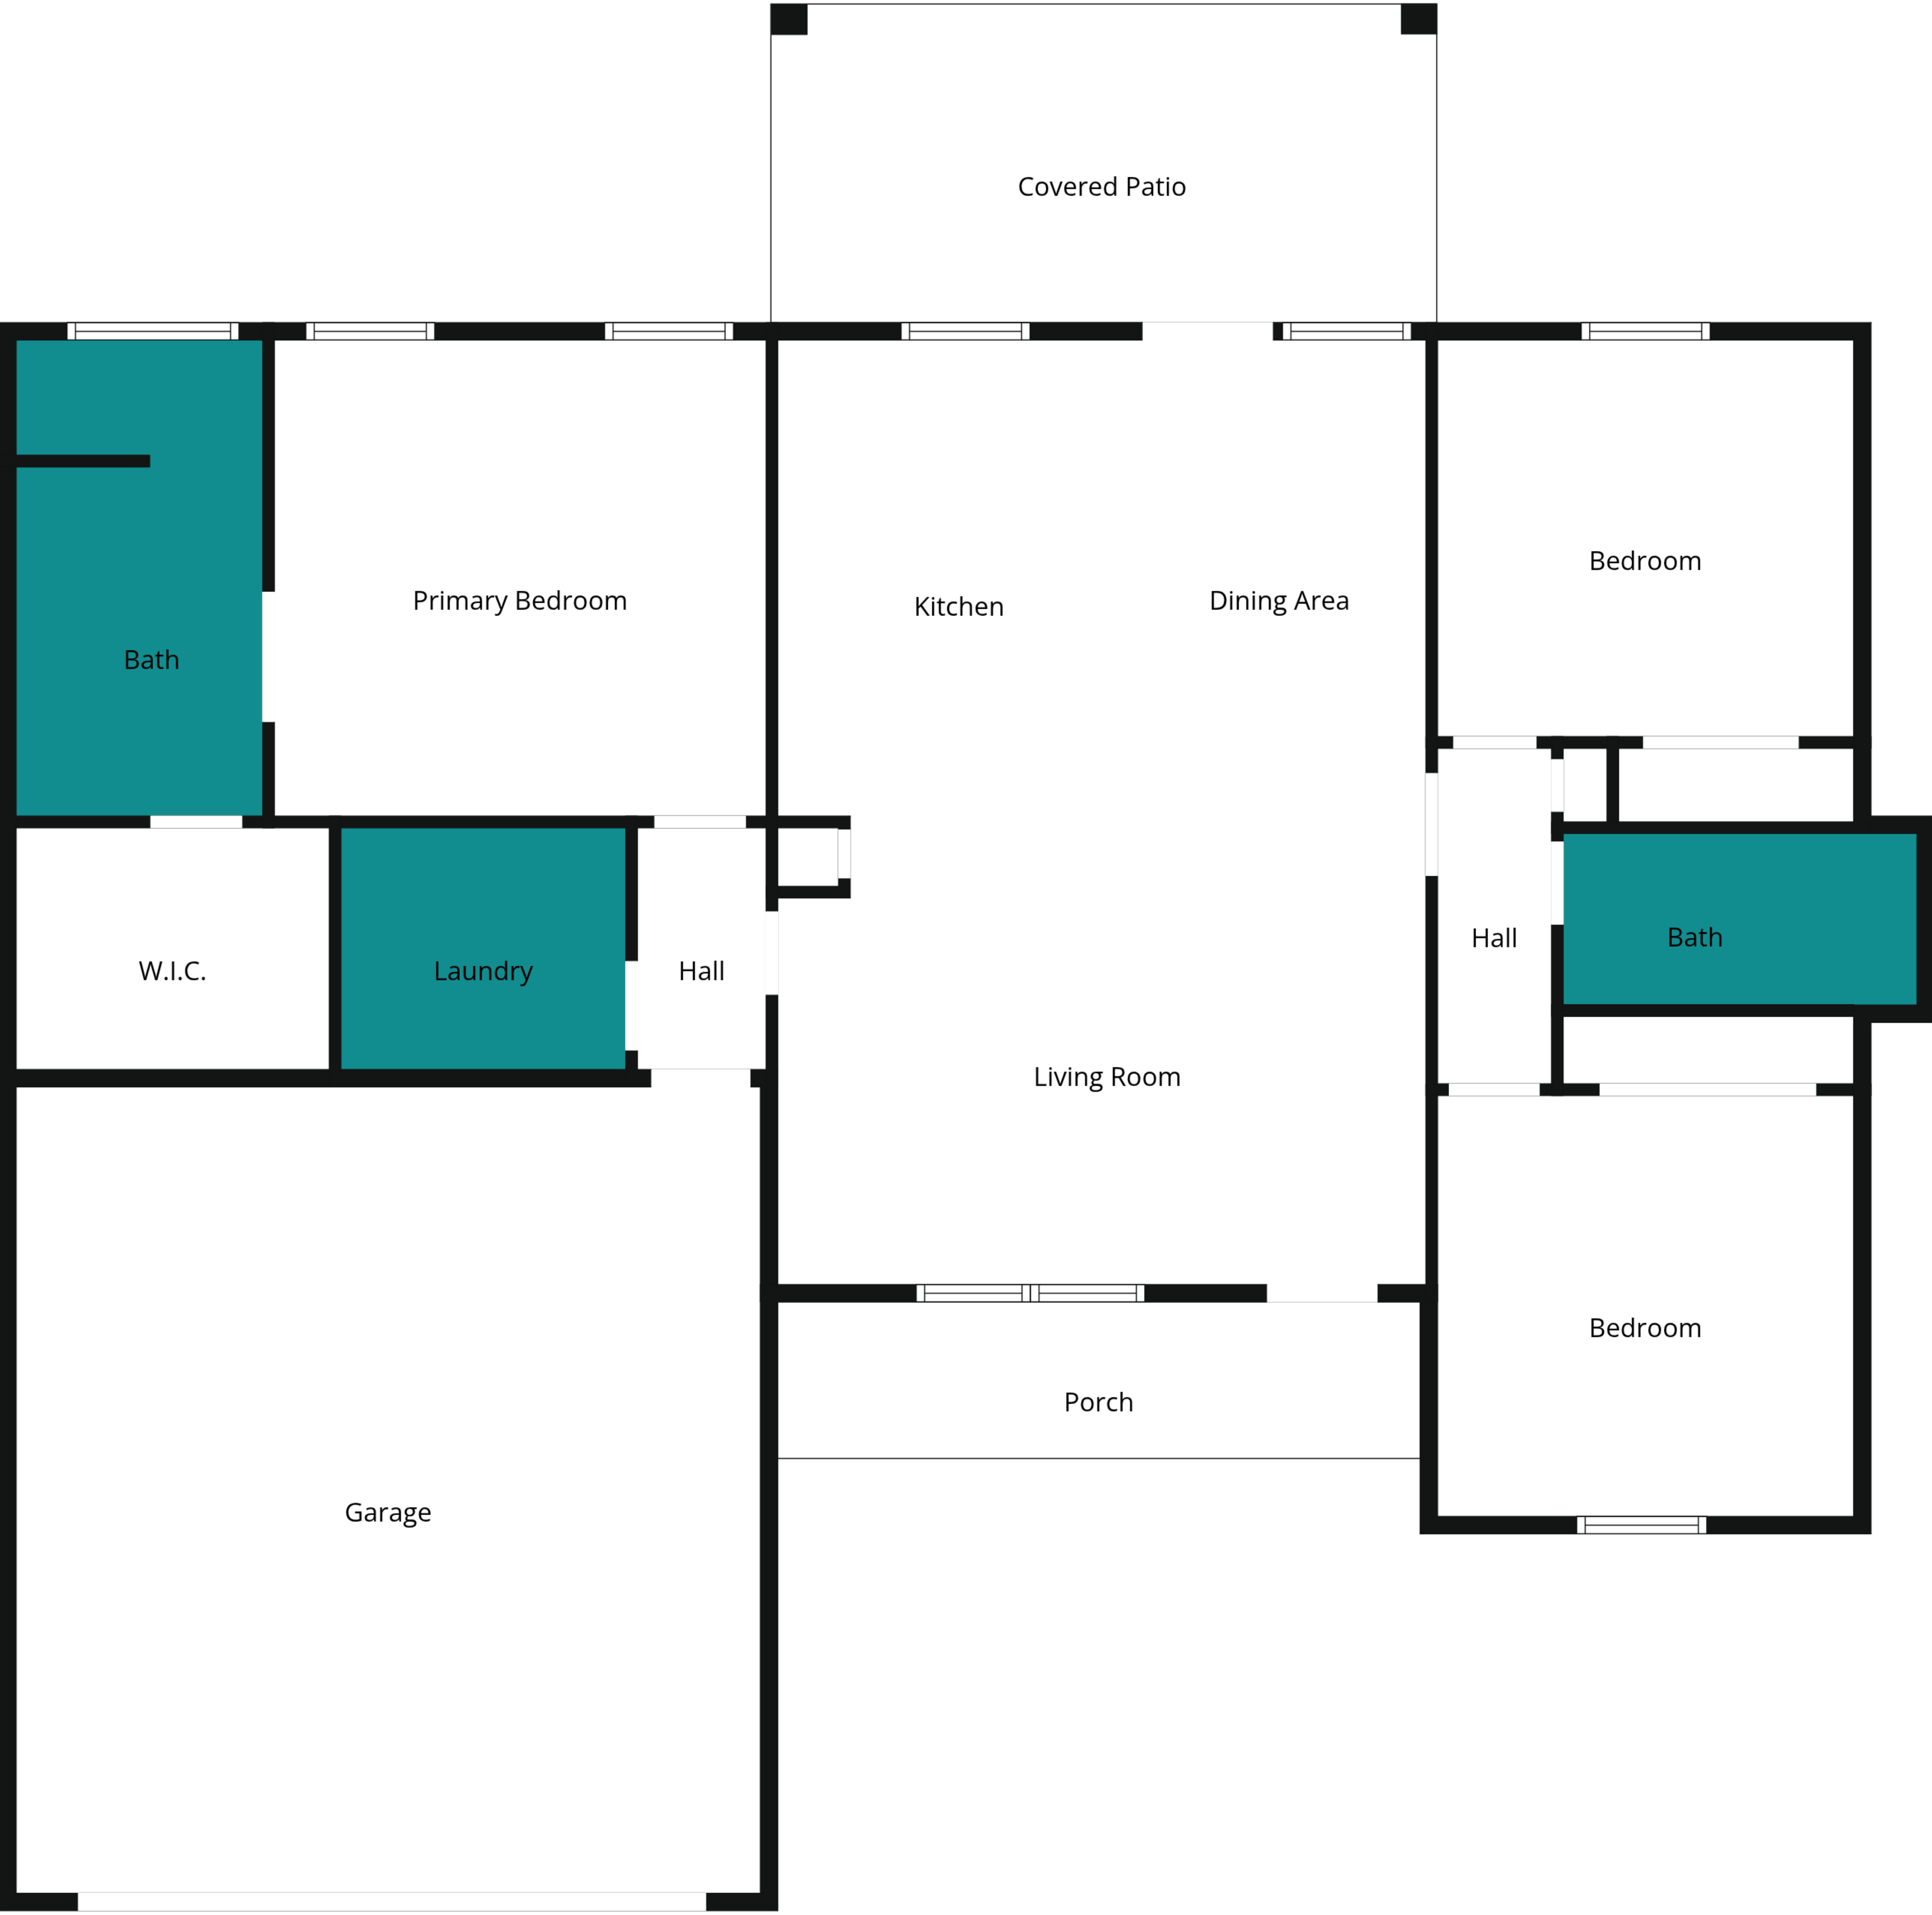 Covered Patio
Bedroom
Primary Bedroom
Kitchen
Dining Area
Bath
Hall
Bath
W.I.C.
Laundry
Hall
Living Room
Bedroom
Porch
Garage